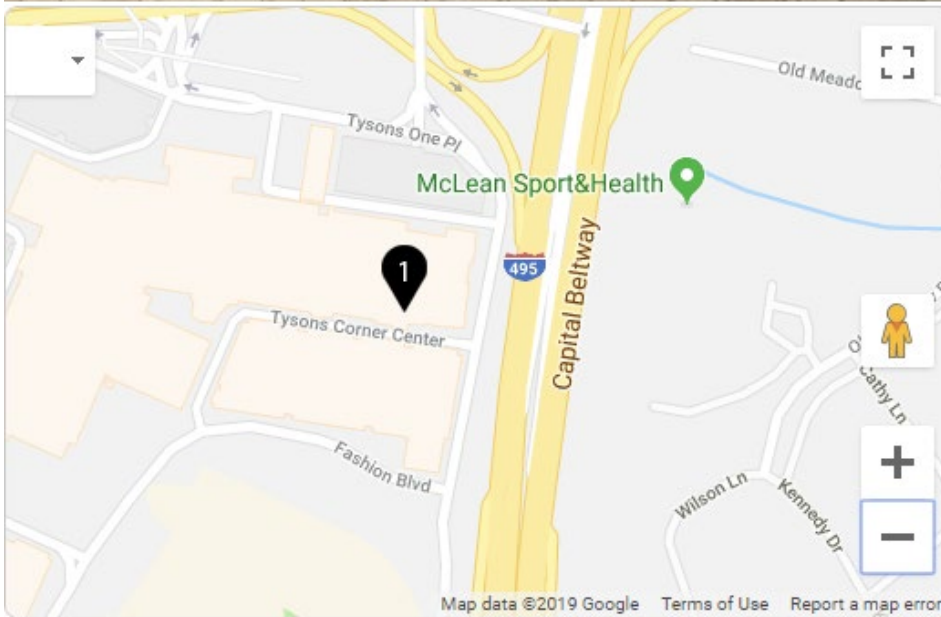 Old Meadc
Tysons One Pl
McLean Sport&Health
1
495
Capital Beltway
Tysons Corner Center
Cathy Ln
Fashion Blvd
Wilson Ln
Kennedy Dr
Map data ©2019 Google Terms of Use Report a map error